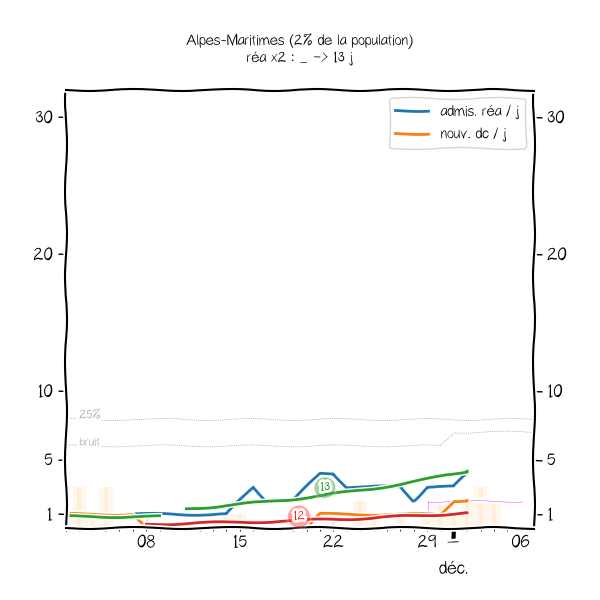 Alpes-Maritimes (2% de la population)
réa x2 : _ -> 13 j
admis. réa / j
nouv. dc / j
30 30
20 20
10 10
25%
bruit
5 5
13
12
1 1
08 15 22 29 06
déc.